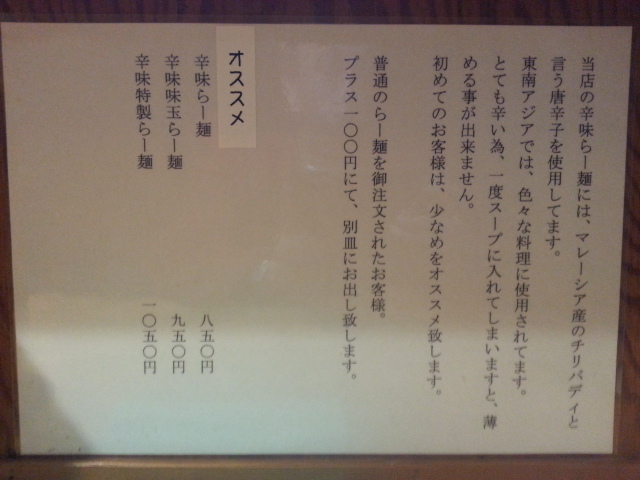 当店の辛味らー麺には、マレーシア産のチリパディと
言う唐辛子を使用してます。
東南アジアでは、色々な料理に使用されてます。
とても辛い為、一度スープに入れてしまいますと、薄
める事が出来ません。
初めてのお客様は、少なめをオススメ致します。
普通のらー麺を御注文されたお客様。
プラス一〇〇円にて、別皿にお出し致します。
オススメ
辛味らー麺 八五〇円
辛味味玉らー麺 九五〇円
辛味特製らー麺 一〇五〇円